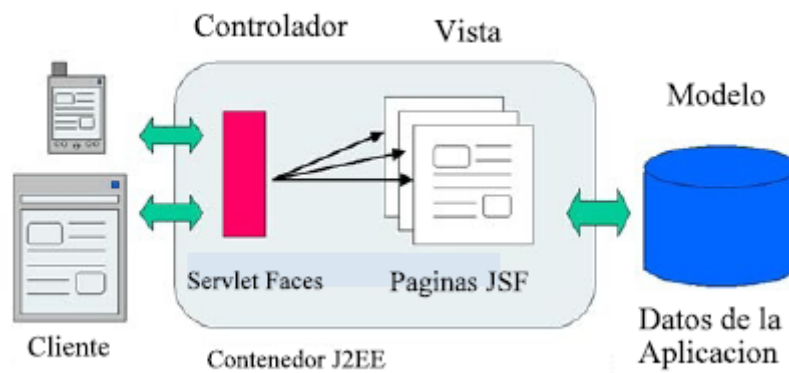 Controlador
Vista
Modelo
Servlet Faces
Paginas JSF
Cliente
Contenedor J2EE
Datos de la
Aplicacion